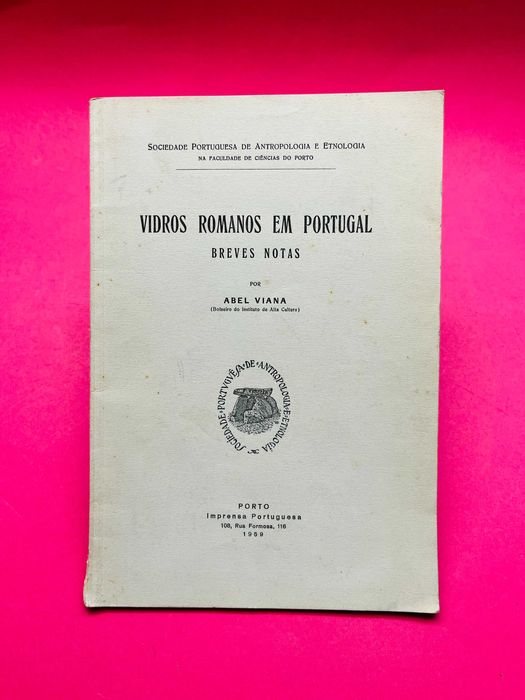 SOCIEDADE PORTUGUESA DE ANTROPOLOGIA E ETNOLOGIA
NA FACULDADE DE CIÊNCIAS DO PORTO
VIDROS ROMANOS EM PORTUGAL
BREVES NOTAS
POR
ABEL VIANA
(Bolseiro do Instituto de Alta Cultura)
SOCIEDADE•PORTVGVÊSA•DE•ANTROPOLOGIA•E•ETNOLOGIA
PORTO
Imprensa Portuguesa
108, Rua Formosa, 116
1959